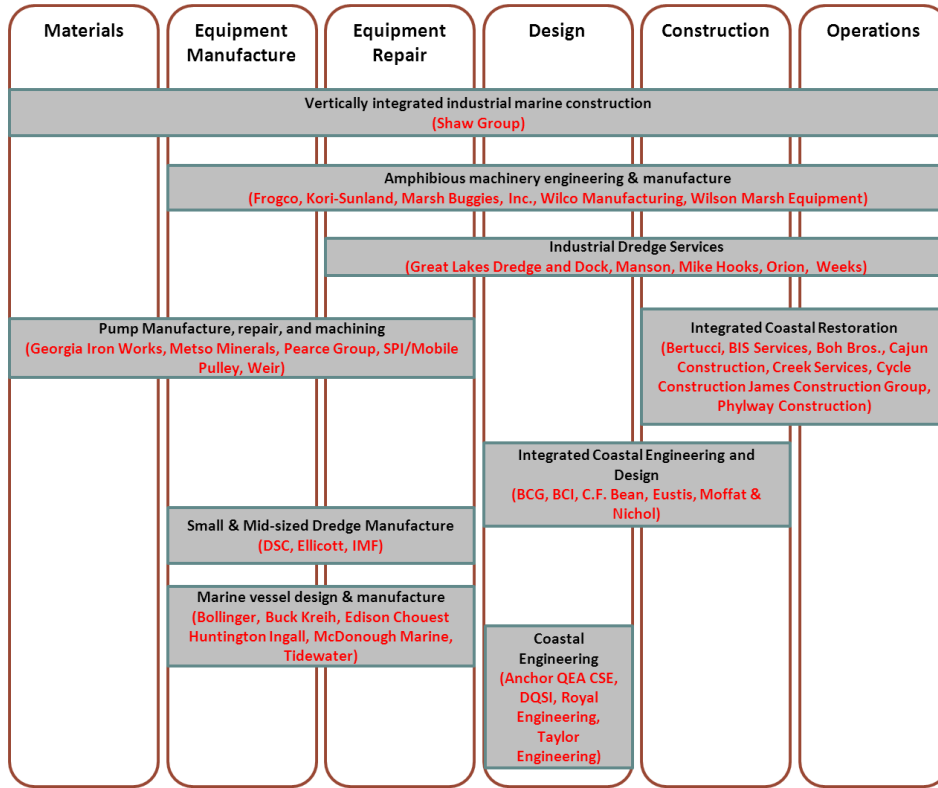 Materials
Equipment
Manufacture
Equipment
Repair
Design
Construction
Operations
Vertically integrated industrial marine construction
(Shaw Group)
Amphibious machinery engineering & manufacture
(Frogco, Kori-Sunland, Marsh Buggies, Inc., Wilco Manufacturing, Wilson Marsh Equipment)
Industrial Dredge Services
(Great Lakes Dredge and Dock, Manson, Mike Hooks, Orion, Weeks)
Pump Manufacture, repair, and machining
(Georgia Iron Works, Metso Minerals, Pearce Group, SPI/Mobile
Pulley, Weir)
Integrated Coastal Restoration
(Bertucci, BIS Services, Boh Bros., Cajun
Construction, Creek Services, Cycle
Construction James Construction Group,
Phylway Construction)
Integrated Coastal Engineering and
Design
(BCG, BCI, C.F. Bean, Eustis, Moffat &
Nichol)
Small & Mid-sized Dredge Manufacture
(DSC, Ellicott, IMF)
Marine vessel design & manufacture
(Bollinger, Buck Kreih, Edison Chouest
Huntington Ingall, McDonough Marine,
Tidewater)
Coastal
Engineering
(Anchor QEA CSE,
DQSI, Royal
Engineering,
Taylor
Engineering)